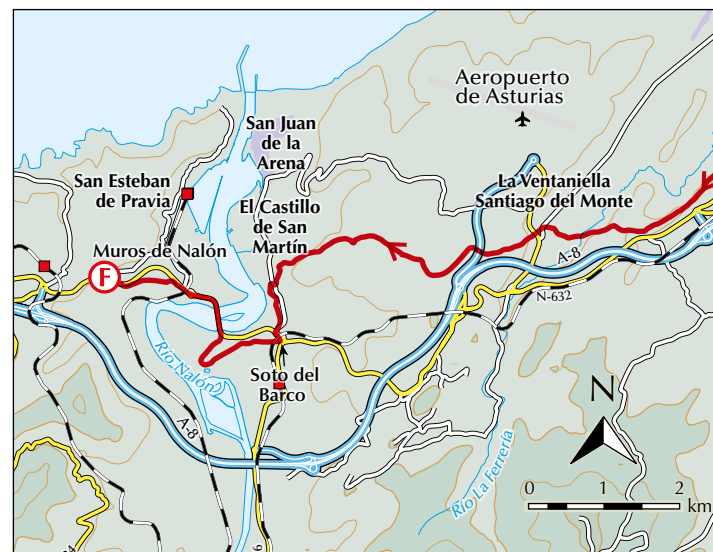 Aeropuerto
de Asturias
San Juan
de la
Arena
San Esteban
de Pravia
La Ventaniella
Santiago del Monte
El Castillo
de San
Martín
Muros de Nalón
F
A-8
N-632
Río Nalón
Soto del
Barco
A-8
N
Río La Ferrería
0 1 2
km